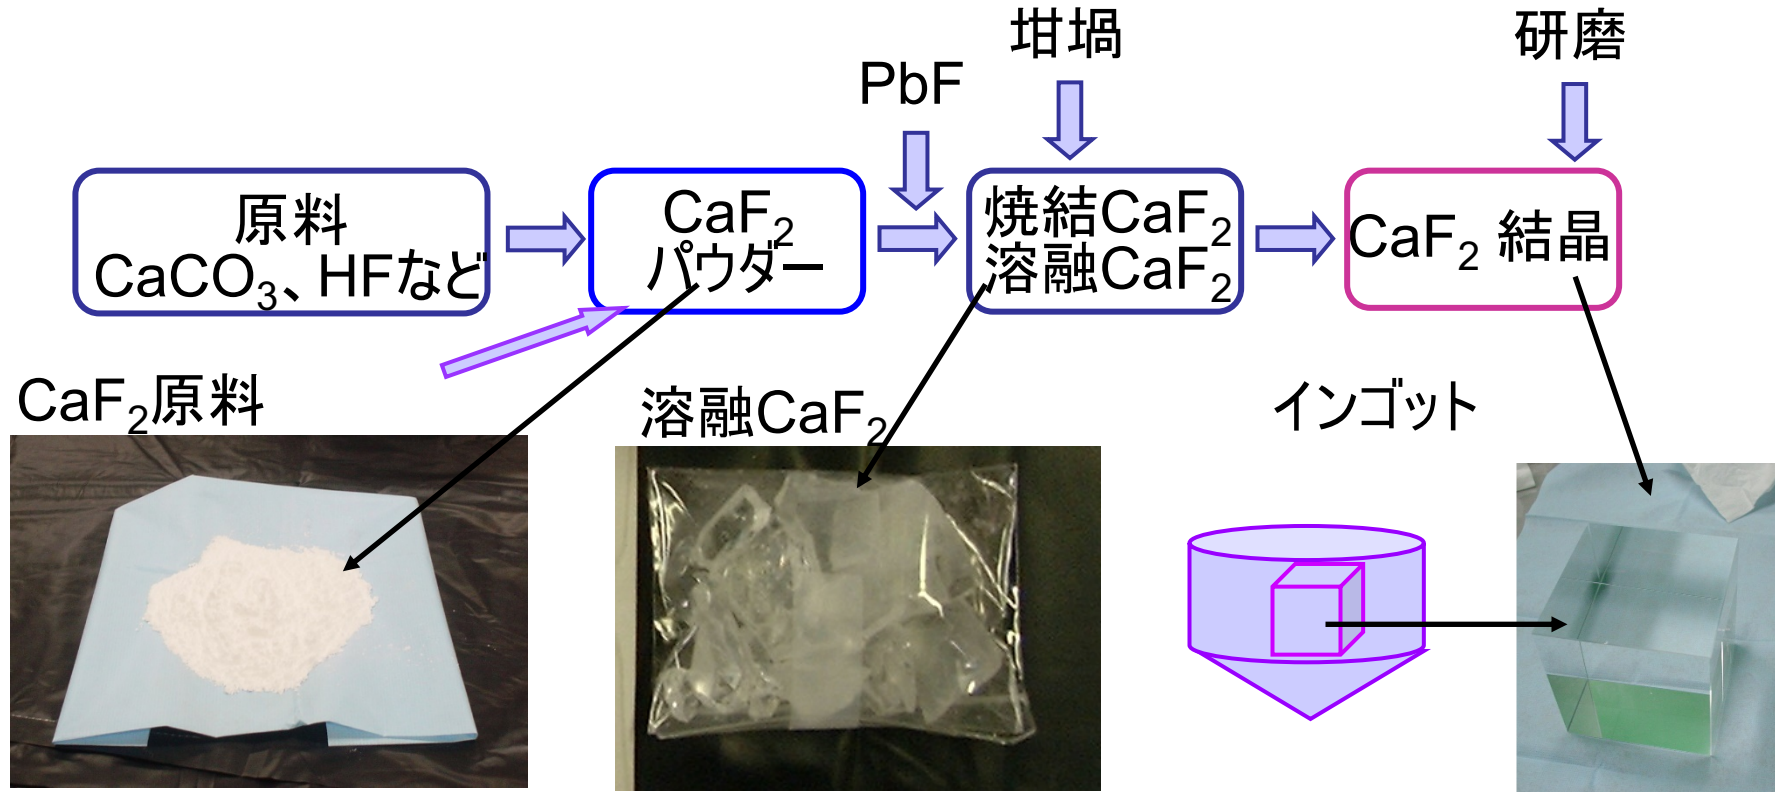 坩堝
研磨
PbF
原料
CaCO₃、HFなど
CaF₂
パウダー
焼結CaF₂
溶融CaF₂
CaF₂ 結晶
CaF₂原料
溶融CaF₂
インゴット